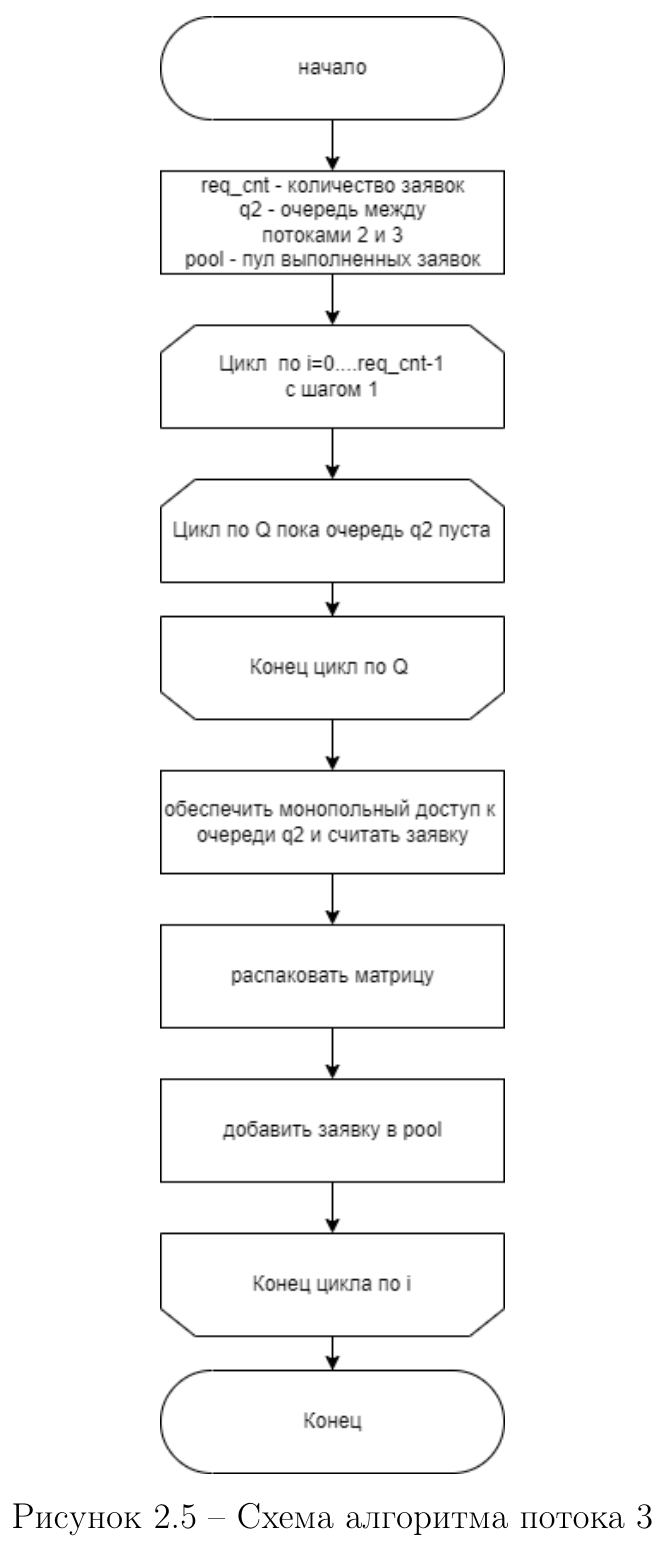 начало
req_cnt - количество заявок
q2 - очередь между
потоками 2 и 3
pool - пул выполненных заявок
Цикл по i=0....req_cnt-1
с шагом 1
Цикл по Q пока очередь q2 пуста
Конец цикл по Q
обеспечить монопольный доступ к
очереди q2 и считать заявку
распаковать матрицу
добавить заявку в pool
Конец цикла по i
Конец
Рисунок 2.5 – Схема алгоритма потока 3